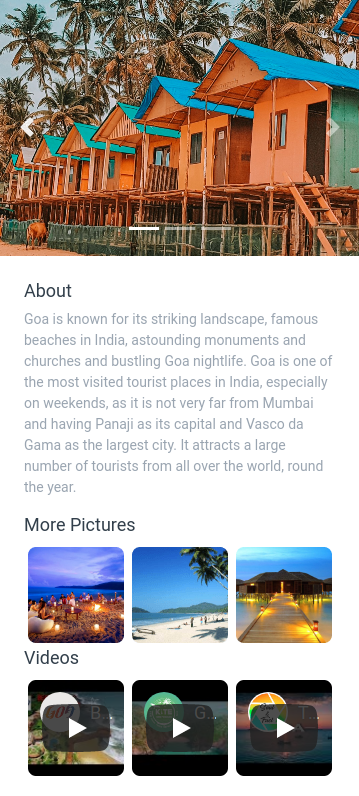 About
Goa is known for its striking landscape, famous
beaches in India, astounding monuments and
churches and bustling Goa nightlife. Goa is one of
the most visited tourist places in India, especially
on weekends, as it is not very far from Mumbai
and having Panaji as its capital and Vasco da
Gama as the largest city. It attracts a large
number of tourists from all over the world, round
the year.
More Pictures
Videos
B... G... T...